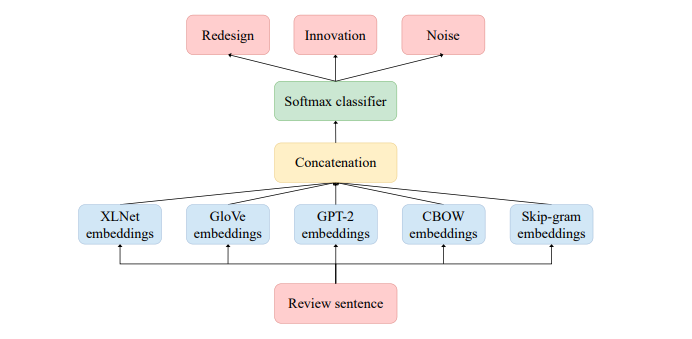 Redesign
Innovation
Noise
Softmax classifier
Concatenation
XLNet
embeddings
GloVe
embeddings
GPT-2
embeddings
CBOW
embeddings
Skip-gram
embeddings
Review sentence